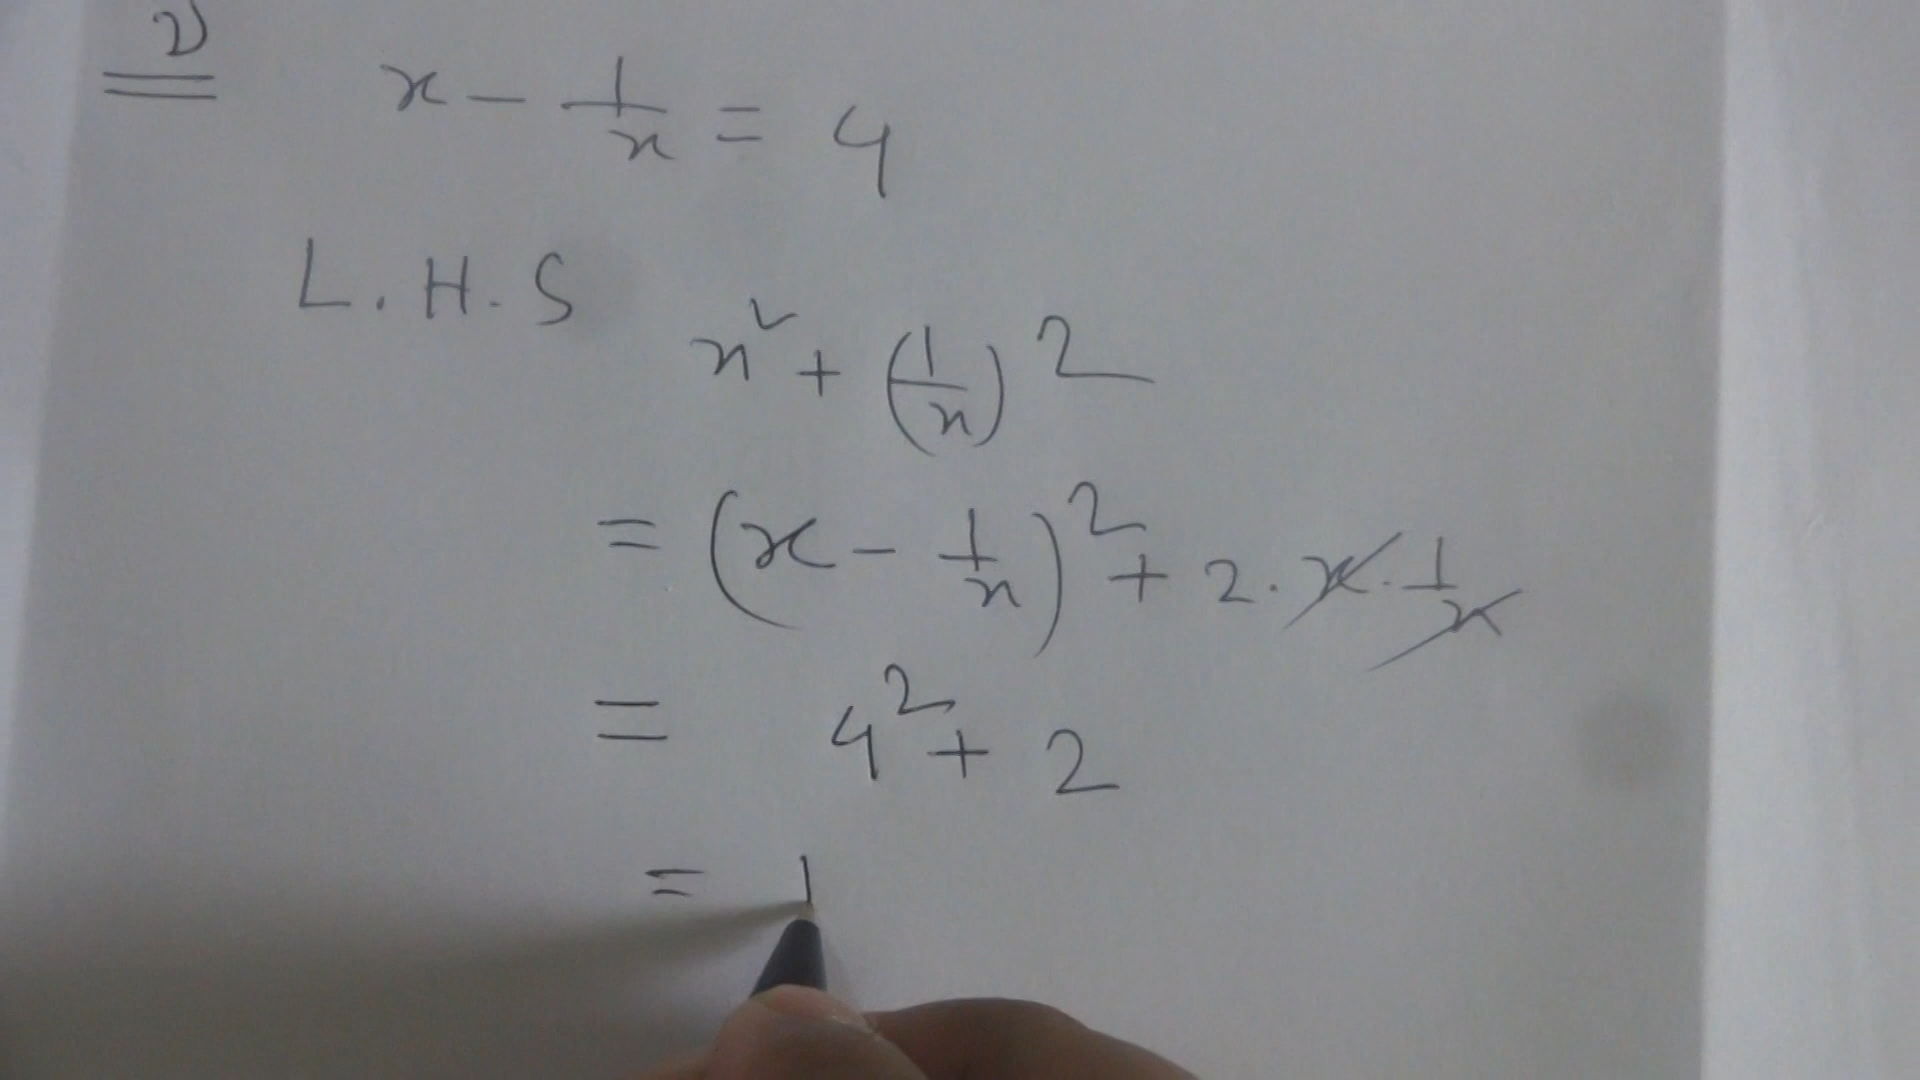 2)
x - 1/x = 4
L.H.S
x² + (1/x)²
= (x - 1/x)² + 2 . x . 1/x
= 4² + 2
= 1